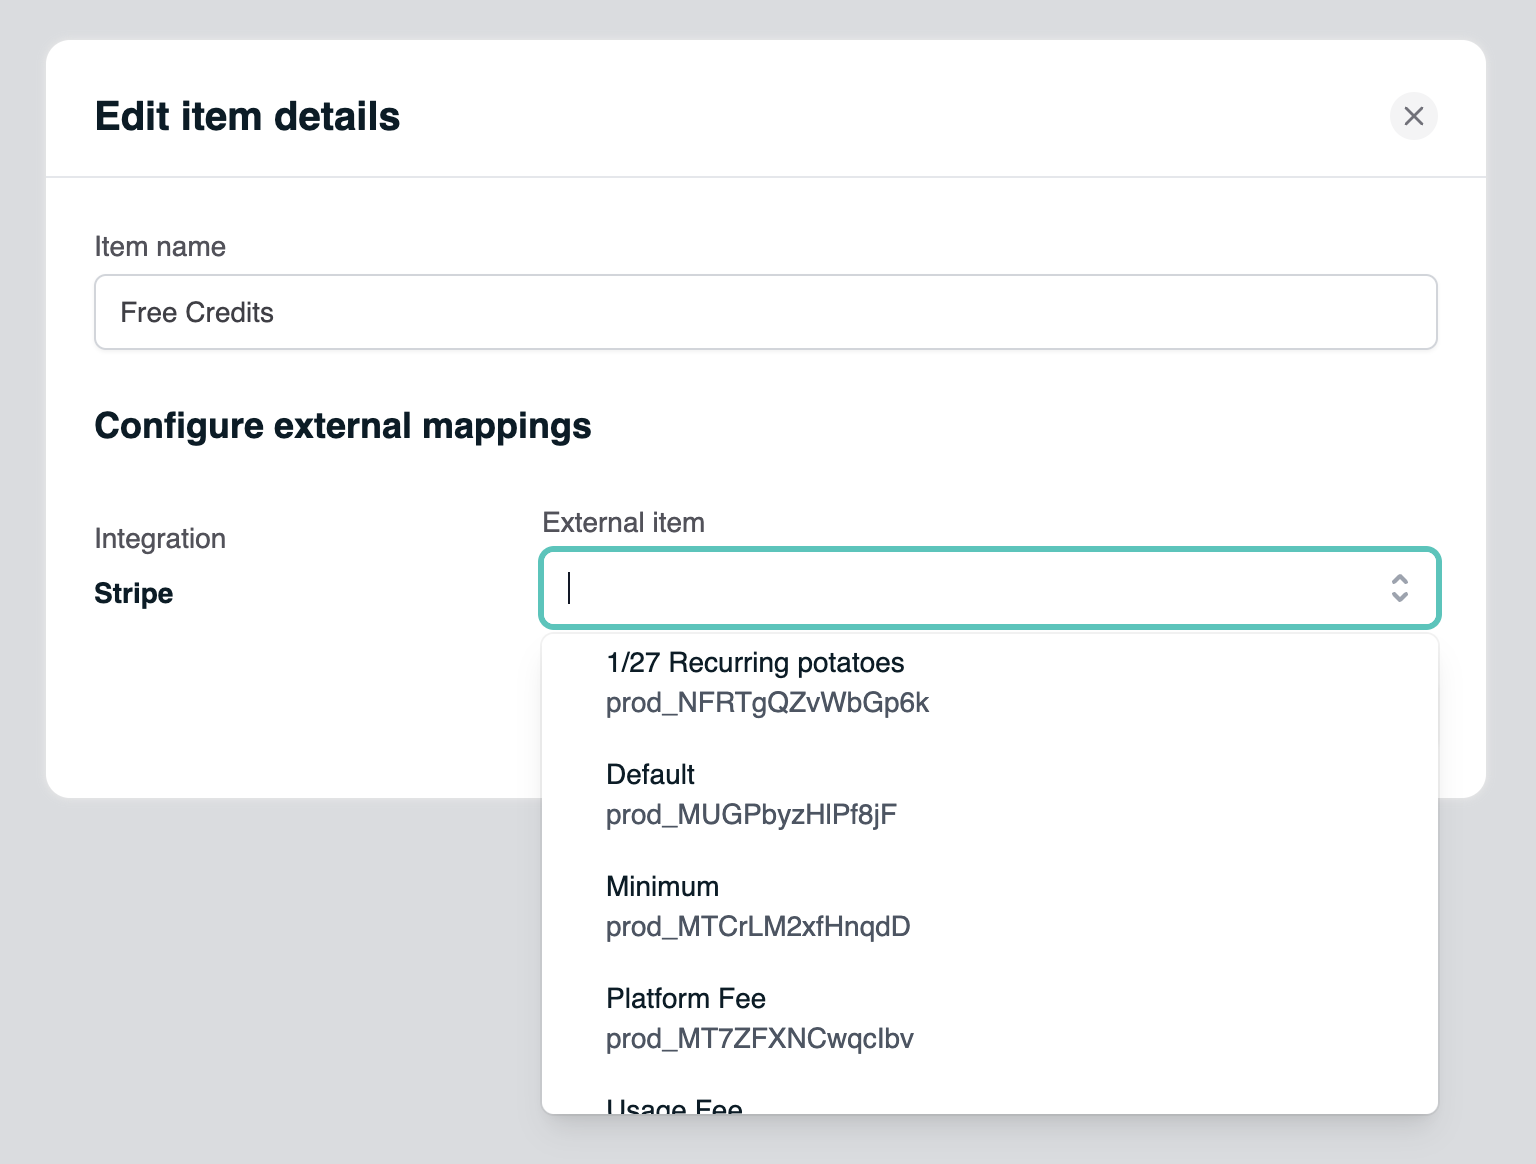 Edit item details
Item name
Free Credits
Configure external mappings
Integration
External item
Stripe
1/27 Recurring potatoes
prod_NFRTgQZvWbGp6k
Default
prod_MUGPbyzHlPf8jF
Minimum
prod_MTCrLM2xfHnqdD
Platform Fee
prod_MT7ZFXNCwqclbv
Usage Fee